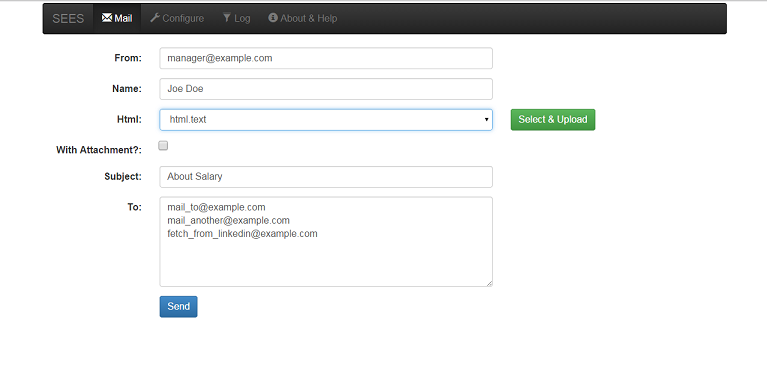 SEES Mail Configure Log About & Help
From: manager@example.com
Name: Joe Doe
Html: html.text Select & Upload
With Attachment?:
Subject: About Salary
To: mail_to@example.com
mail_another@example.com
fetch_from_linkedin@example.com
Send